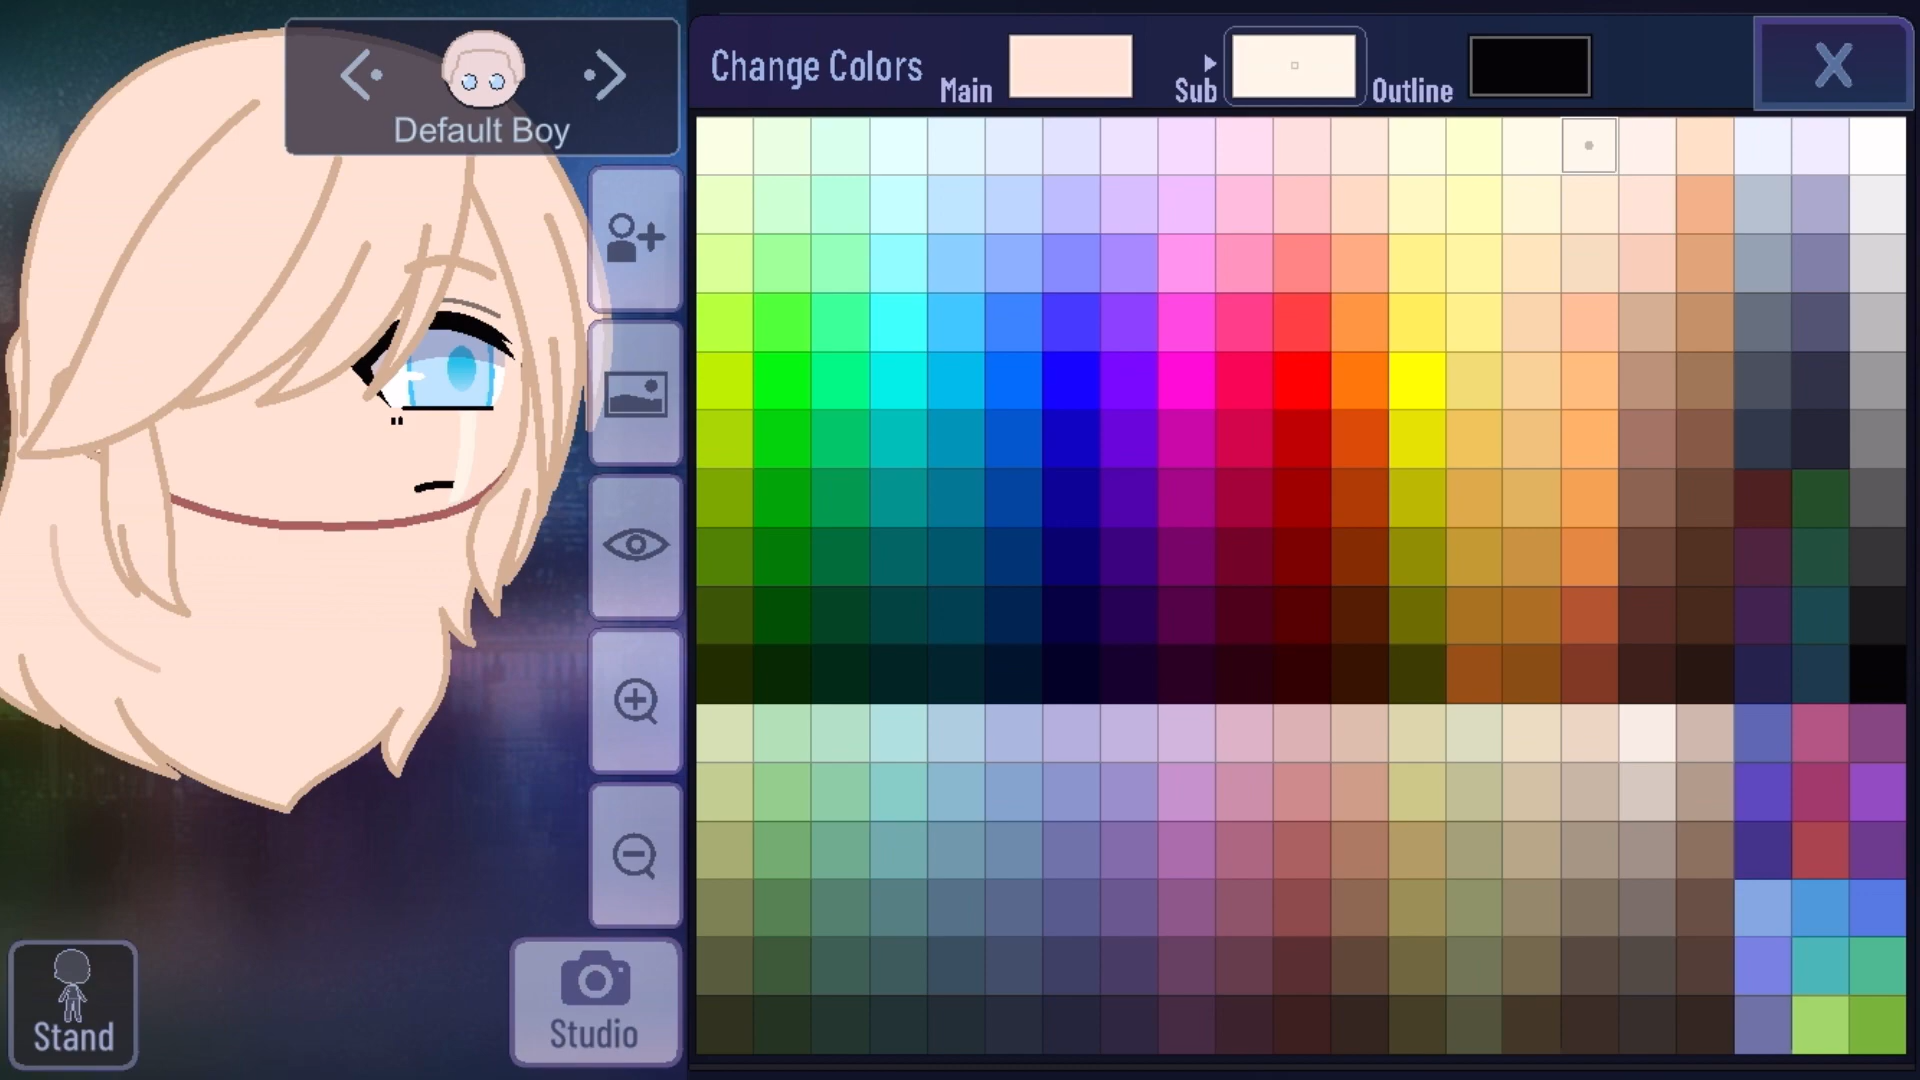 Default Boy
Change Colors
Main
Sub
Outline
X
Stand
Studio